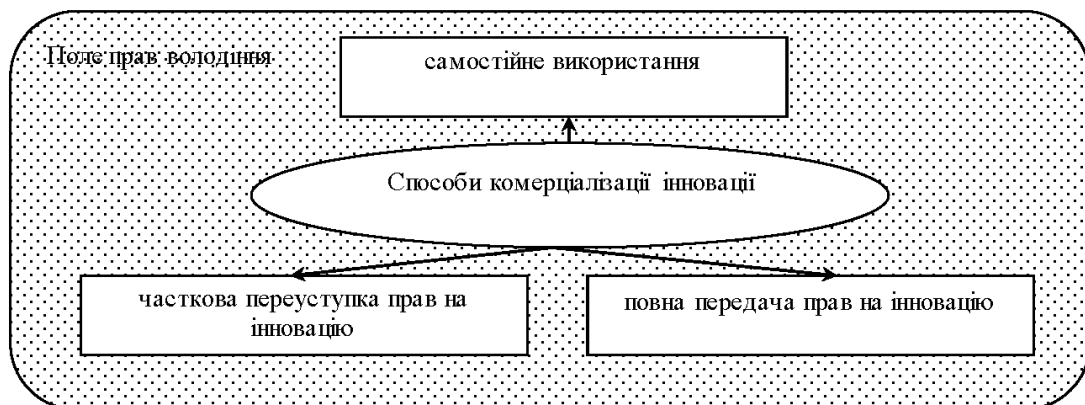 Поле прав володіння
самостійне використання
Способи комерціалізації інновації
часткова переуступка прав на
інновацію
повна передача прав на інновацію